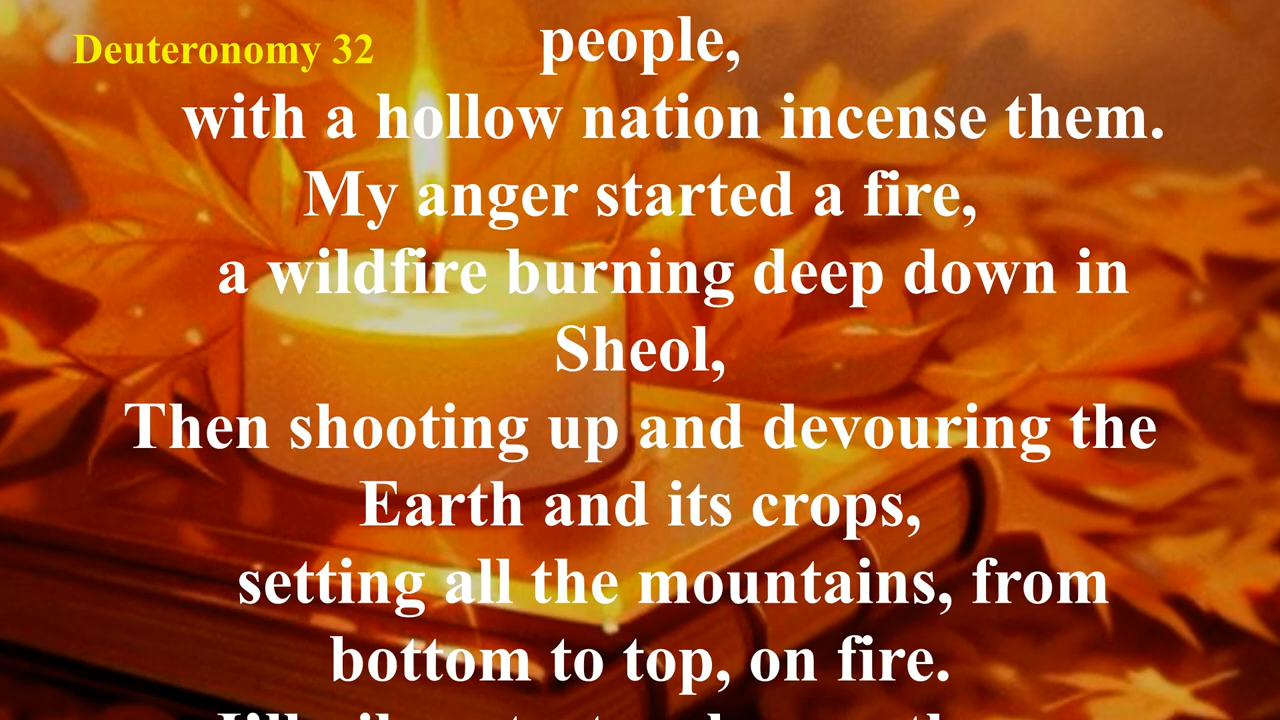 Deuteronomy 32
people,
with a hollow nation incense them.
My anger started a fire,
a wildfire burning deep down in
Sheol,
Then shooting up and devouring the
Earth and its crops,
setting all the mountains, from
bottom to top, on fire.